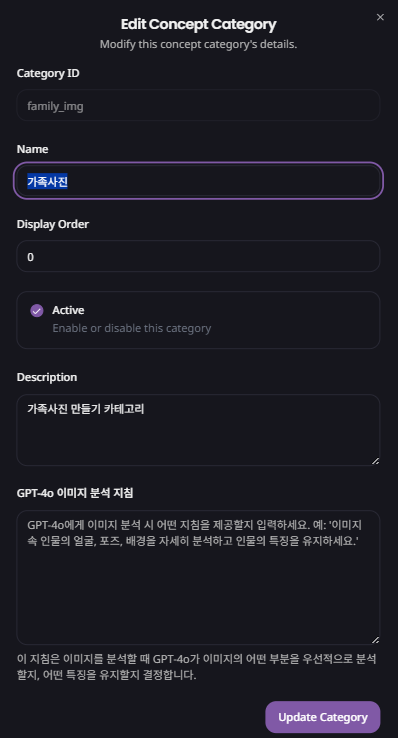 Edit Concept Category
Modify this concept category's details.
Category ID
family_img
Name
가족사진
Display Order
0
Active
Enable or disable this category
Description
가족사진 만들기 카테고리
GPT-4o 이미지 분석 지침
GPT-4o에게 이미지 분석 시 어떤 지침을 제공할지 입력하세요. 예: '이미지
속 인물의 얼굴, 포즈, 배경을 자세히 분석하고 인물의 특징을 유지하세요.'
이 지침은 이미지를 분석할 때 GPT-4o가 이미지의 어떤 부분을 우선적으로 분석
할지, 어떤 특징을 유지할지 결정합니다.
Update Category